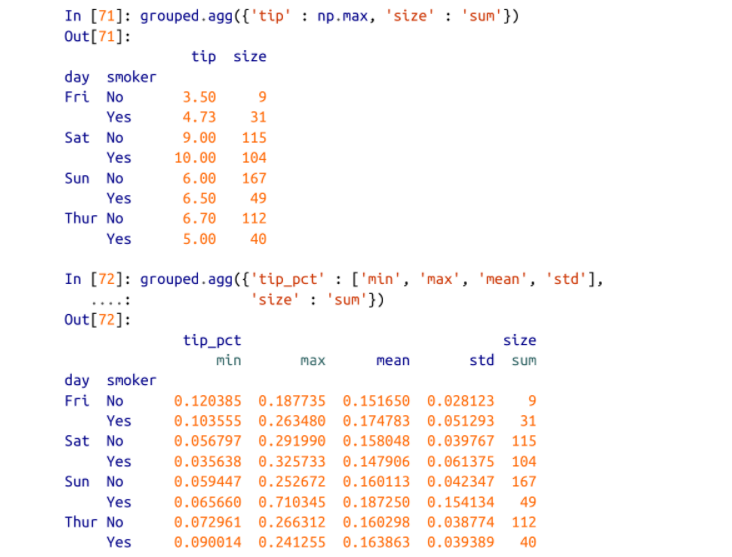 In [71]: grouped.agg({'tip' : np.max, 'size' : 'sum'})
Out[71]:
tip size
day smoker
Fri No 3.50 9
Yes 4.73 31
Sat No 9.00 115
Yes 10.00 104
Sun No 6.00 167
Yes 6.50 49
Thur No 6.70 112
Yes 5.00 40
In [72]: grouped.agg({'tip_pct' : ['min', 'max', 'mean', 'std'],
....: 'size' : 'sum'})
Out[72]:
tip_pct size
min max mean std sum
day smoker
Fri No 0.120385 0.187735 0.151650 0.028123 9
Yes 0.103555 0.263480 0.174783 0.051293 31
Sat No 0.056797 0.291990 0.158048 0.039767 115
Yes 0.035638 0.325733 0.147906 0.061375 104
Sun No 0.059447 0.252672 0.160113 0.042347 167
Yes 0.065660 0.710345 0.187250 0.154134 49
Thur No 0.072961 0.266312 0.160298 0.038774 112
Yes 0.090014 0.241255 0.163863 0.039389 40